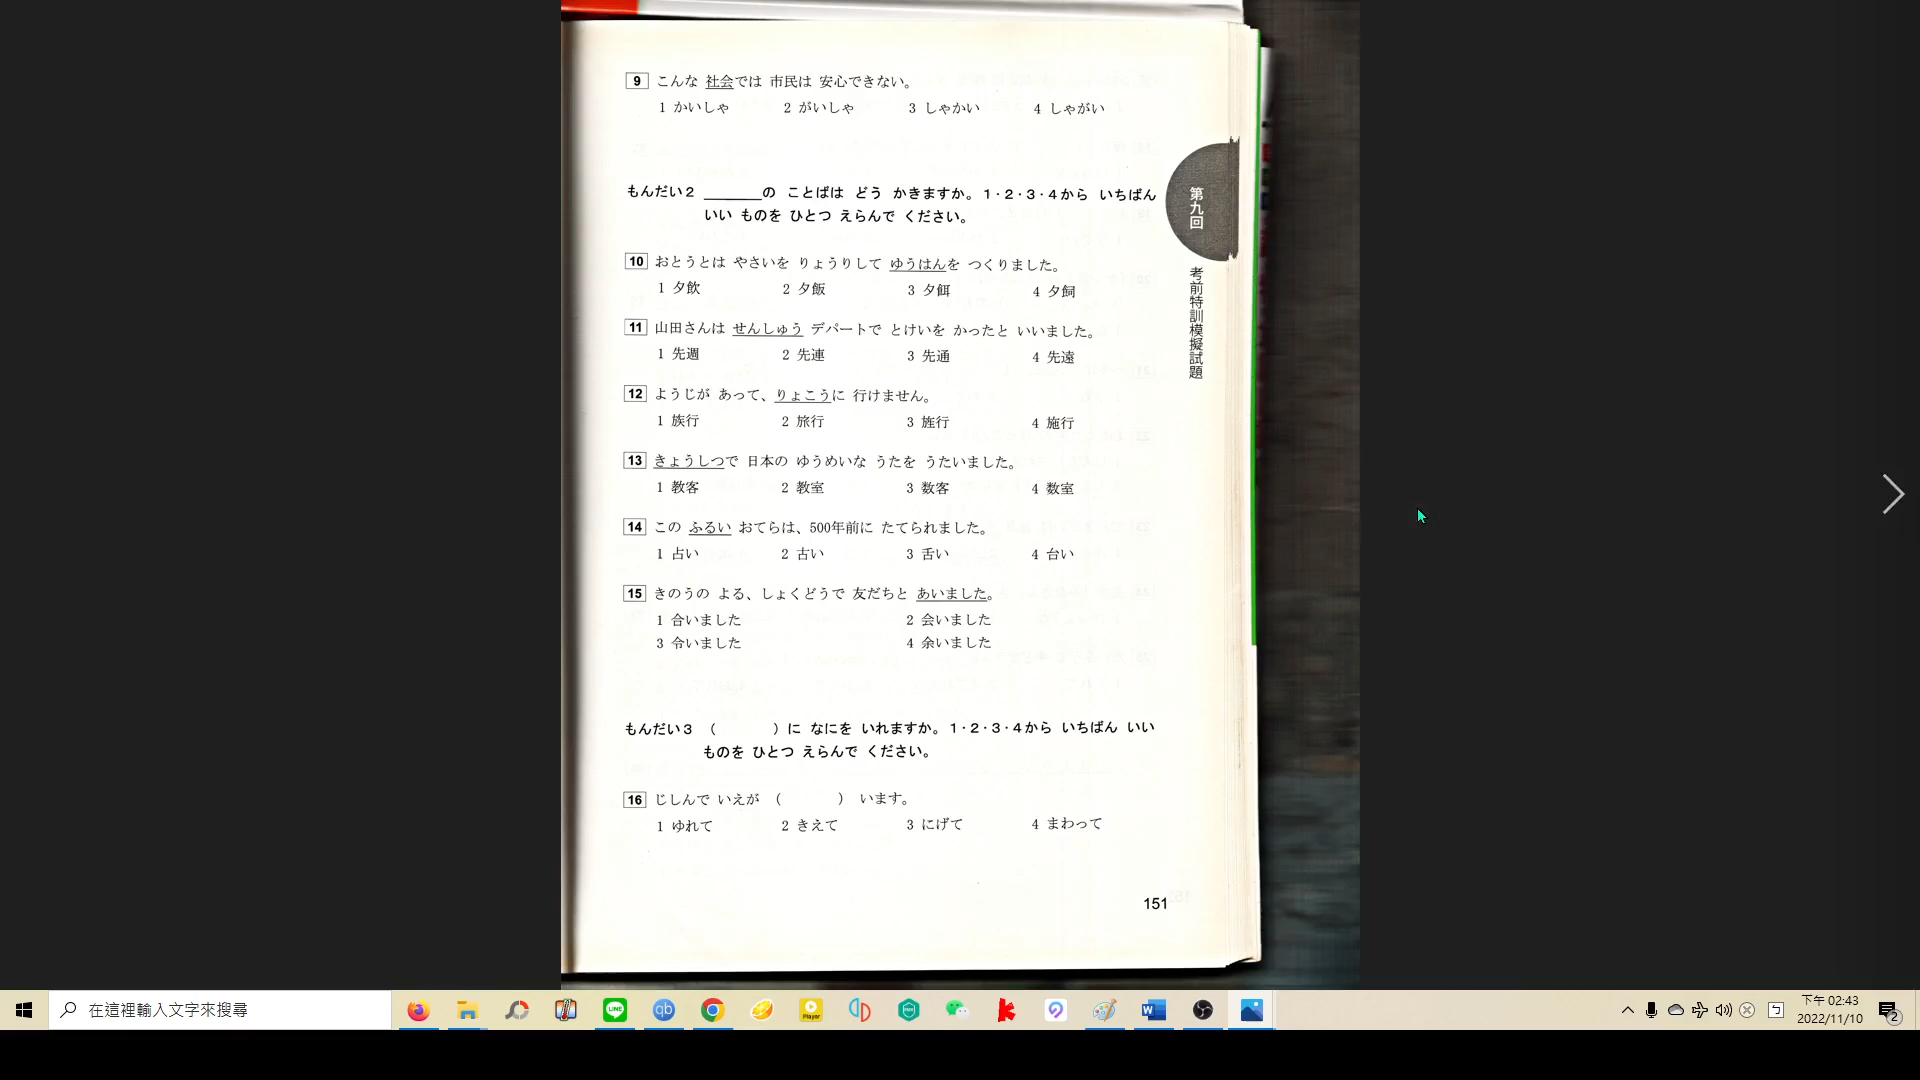 9 こんな 社会では 市民は 安心できない。
1 かいしゃ 2 がいしゃ 3 しゃかい 4 しゃがい
もんだい2 ______の ことばは どう かきますか。1・2・3・4から いちばん
いい ものを ひとつ えらんで ください。
10 おとうとは やさいを りょうりして ゆうはんを つくりました。
1 夕飲 2 夕飯 3 夕餌 4 夕飼
11 山田さんは せんしゅう デパートで とけいを かったと いいました。
1 先週 2 先連 3 先通 4 先遠
12 ようじが あって、りょこうに 行けません。
1 族行 2 旅行 3 旌行 4 施行
13 きょうしつで 日本の ゆうめいな うたを うたいました。
1 教客 2 教室 3 数客 4 数室
14 この ふるい おてらは、500年前に たてられました。
1 占い 2 古い 3 舌い 4 台い
15 きのうの よる、しょくどうで 友だちと あいました。
1 合いました 2 会いました
3 令いました 4 余いました
もんだい3 （ ）に なにを いれますか。1・2・3・4から いちばん いい
ものを ひとつ えらんで ください。
16 じしんで いえが （ ） います。
1 ゆれて 2 きえて 3 にげて 4 まわって
151
第九回
考前特訓模擬試題
在這裡輸入文字來搜尋
LINE
qb
Player
W
ㄅ
下午 02:43
2022/11/10
2